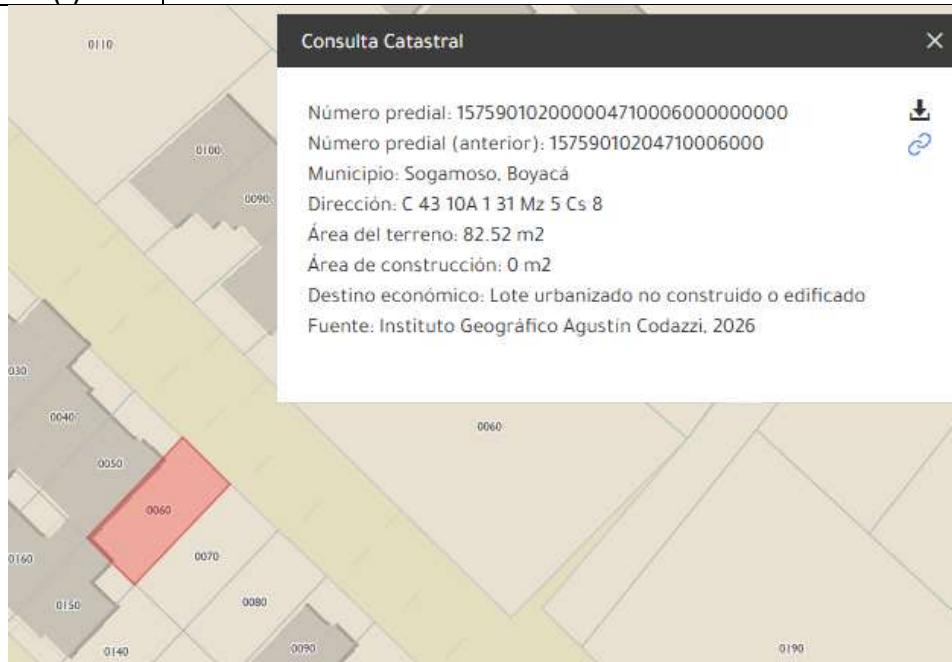 Consulta Catastral
Número predial: 157590102000004710006000000000
Número predial (anterior): 15759010204710006000
Municipio: Sogamoso, Boyacá
Dirección: C 43 10A 1 31 Mz 5 Cs 8
Área del terreno: 82.52 m2
Área de construcción: 0 m2
Destino económico: Lote urbanizado no construido o edificado
Fuente: Instituto Geográfico Agustín Codazzi, 2026
0110
0100
0090
030
0040
0050
0060
0060
0070
0160
0150
0080
0140
0090
0190